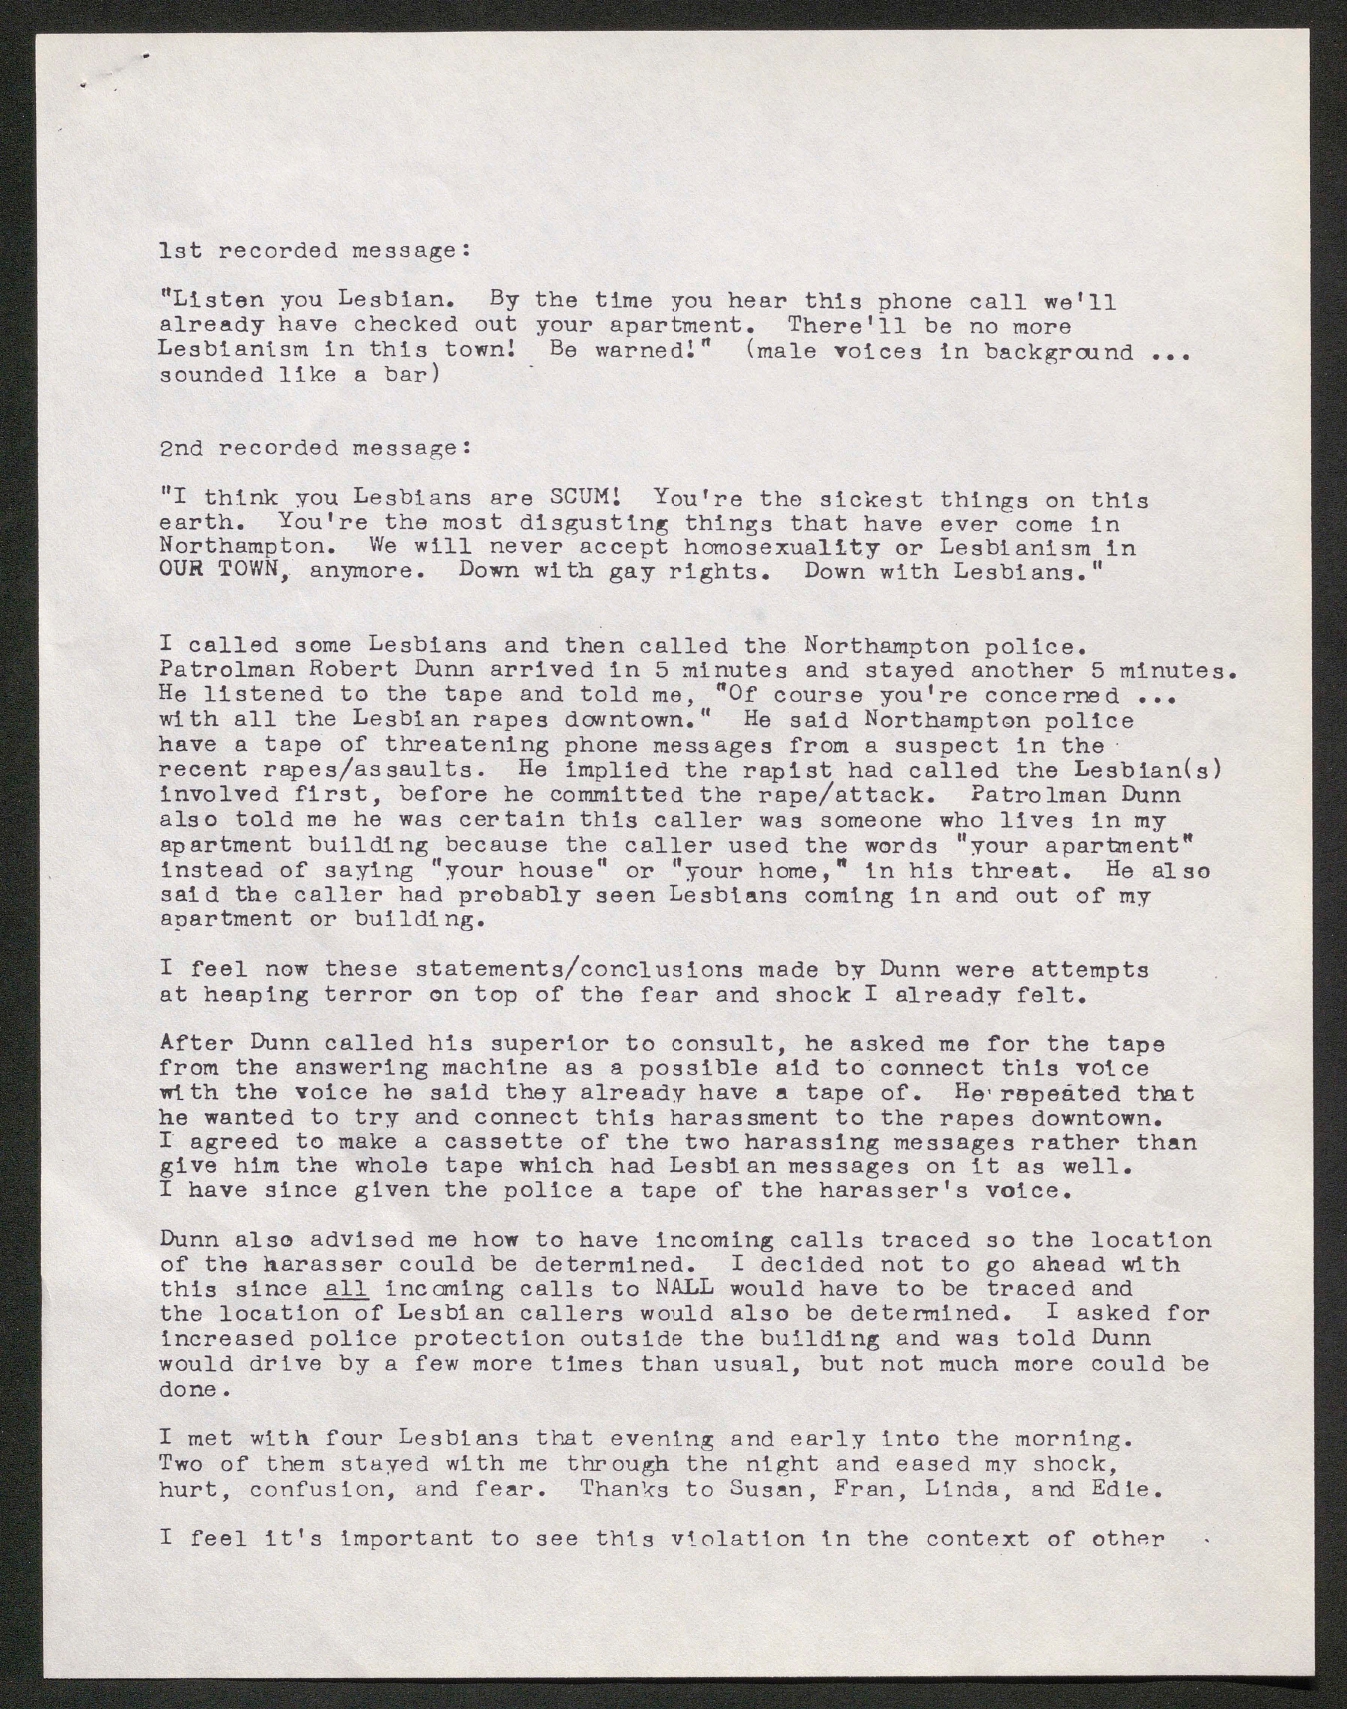 1st recorded message:
"Listen you Lesbian.  By the time you hear this phone call we'll
already have checked out your apartment.  There'll be no more
Lesbianism in this town!  Be warned!"  (male voices in background ...
sounded like a bar)
2nd recorded message:
"I think you Lesbians are SCUM!  You're the sickest things on this
earth.  You're the most disgusting things that have ever come in
Northampton.  We will never accept homosexuality or Lesbianism in
OUR TOWN, anymore.  Down with gay rights.  Down with Lesbians."
I called some Lesbians and then called the Northampton police.
Patrolman Robert Dunn arrived in 5 minutes and stayed another 5 minutes.
He listened to the tape and told me, "Of course you're concerned ...
with all the Lesbian rapes downtown."  He said Northampton police
have a tape of threatening phone messages from a suspect in the
recent rapes/assaults.  He implied the rapist had called the Lesbian(s)
involved first, before he committed the rape/attack.  Patrolman Dunn
also told me he was certain this caller was someone who lives in my
apartment building because the caller used the words "your apartment"
instead of saying "your house" or "your home," in his threat.  He also
said the caller had probably seen Lesbians coming in and out of my
apartment or building.
I feel now these statements/conclusions made by Dunn were attempts
at heaping terror on top of the fear and shock I already felt.
After Dunn called his superior to consult, he asked me for the tape
from the answering machine as a possible aid to connect this voice
with the voice he said they already have a tape of.  He repeated that
he wanted to try and connect this harassment to the rapes downtown.
I agreed to make a cassette of the two harassing messages rather than
give him the whole tape which had Lesbian messages on it as well.
I have since given the police a tape of the harasser's voice.
Dunn also advised me how to have incoming calls traced so the location
of the harasser could be determined.  I decided not to go ahead with
this since all incoming calls to NALL would have to be traced and
the location of Lesbian callers would also be determined.  I asked for
increased police protection outside the building and was told Dunn
would drive by a few more times than usual, but not much more could be
done.
I met with four Lesbians that evening and early into the morning.
Two of them stayed with me through the night and eased my shock,
hurt, confusion, and fear.  Thanks to Susan, Fran, Linda, and Edie.
I feel it's important to see this violation in the context of other